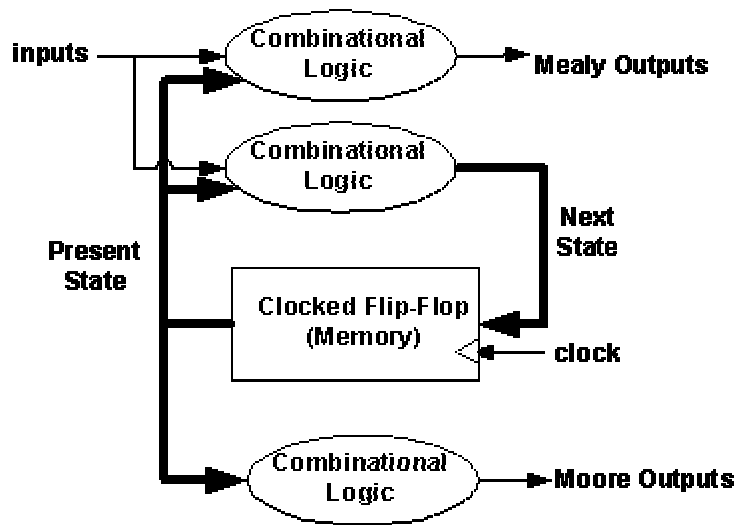 Combinational
Logic
inputs
Mealy Outputs
Combinational
Logic
Next
State
Present
State
Clocked Flip-Flop
(Memory)
clock
Combinational
Logic
Moore Outputs